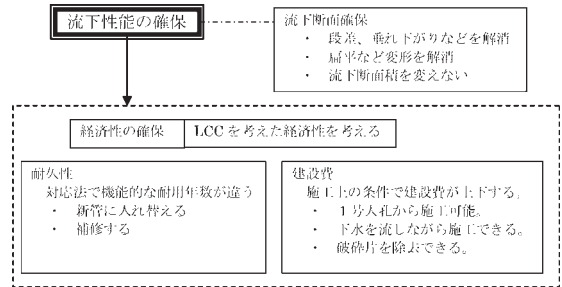 流下性能の確保
流下断面確保
・ 段差、垂れ下がりなどを解消
・ 扁平など変形を解消
・ 流下断面積を変えない
経済性の確保
LCCを考えた経済性を考える
耐久性
対応法で機能的な耐用年数が違う
・ 新管に入れ替える
・ 補修する
建設費
施工上の条件で建設費が上下する。
・ 1号人孔から施工可能。
・ 下水を流しながら施工できる。
・ 破砕片を除去できる。